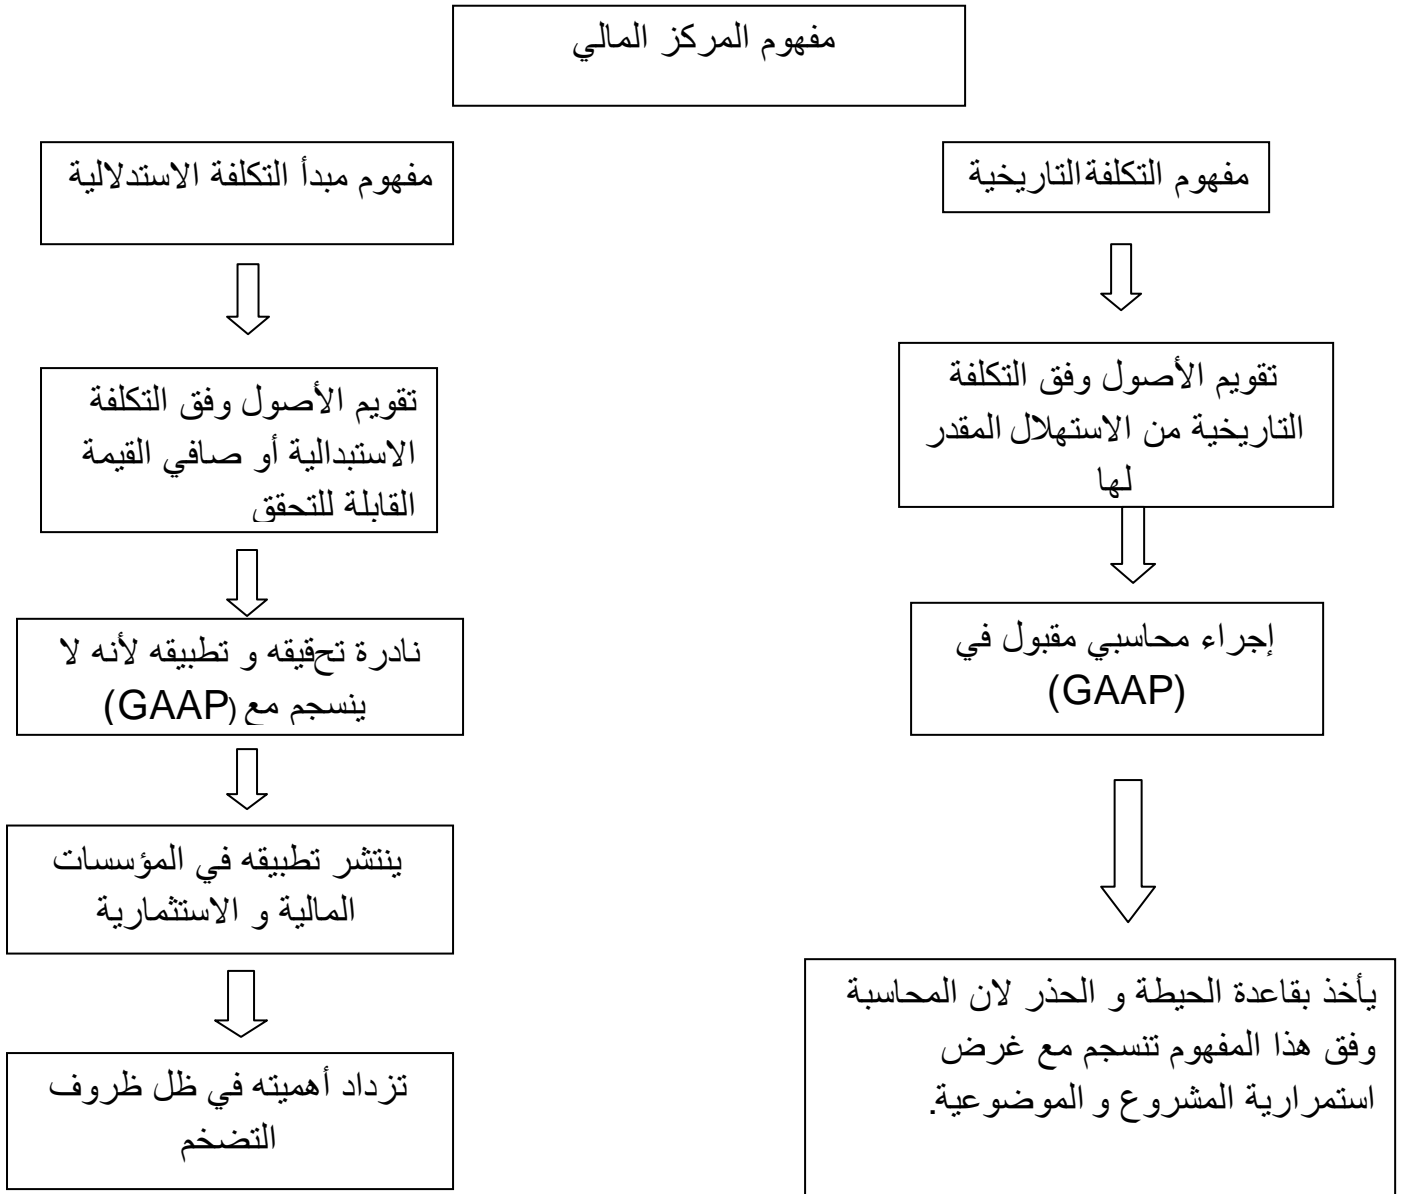 مفهوم المركز المالي
مفهوم التكلفة التاريخية
تقويم الأصول وفق التكلفة
التاريخية من الاستهلال المقدر
لها
إجراء محاسبي مقبول في
(GAAP)
يأخذ بقاعدة الحيطة و الحذر لان المحاسبة
وفق هذا المفهوم تنسجم مع غرض
استمرارية المشروع و الموضوعية.
مفهوم مبدأ التكلفة الاستدلالية
تقويم الأصول وفق التكلفة
الاستبدالية أو صافي القيمة
القابلة للتحقق
نادرة تحقيقه و تطبيقه لأنه لا
ينسجم مع (GAAP)
ينتشر تطبيقه في المؤسسات
المالية و الاستثمارية
تزداد أهميته في ظل ظروف
التضخم